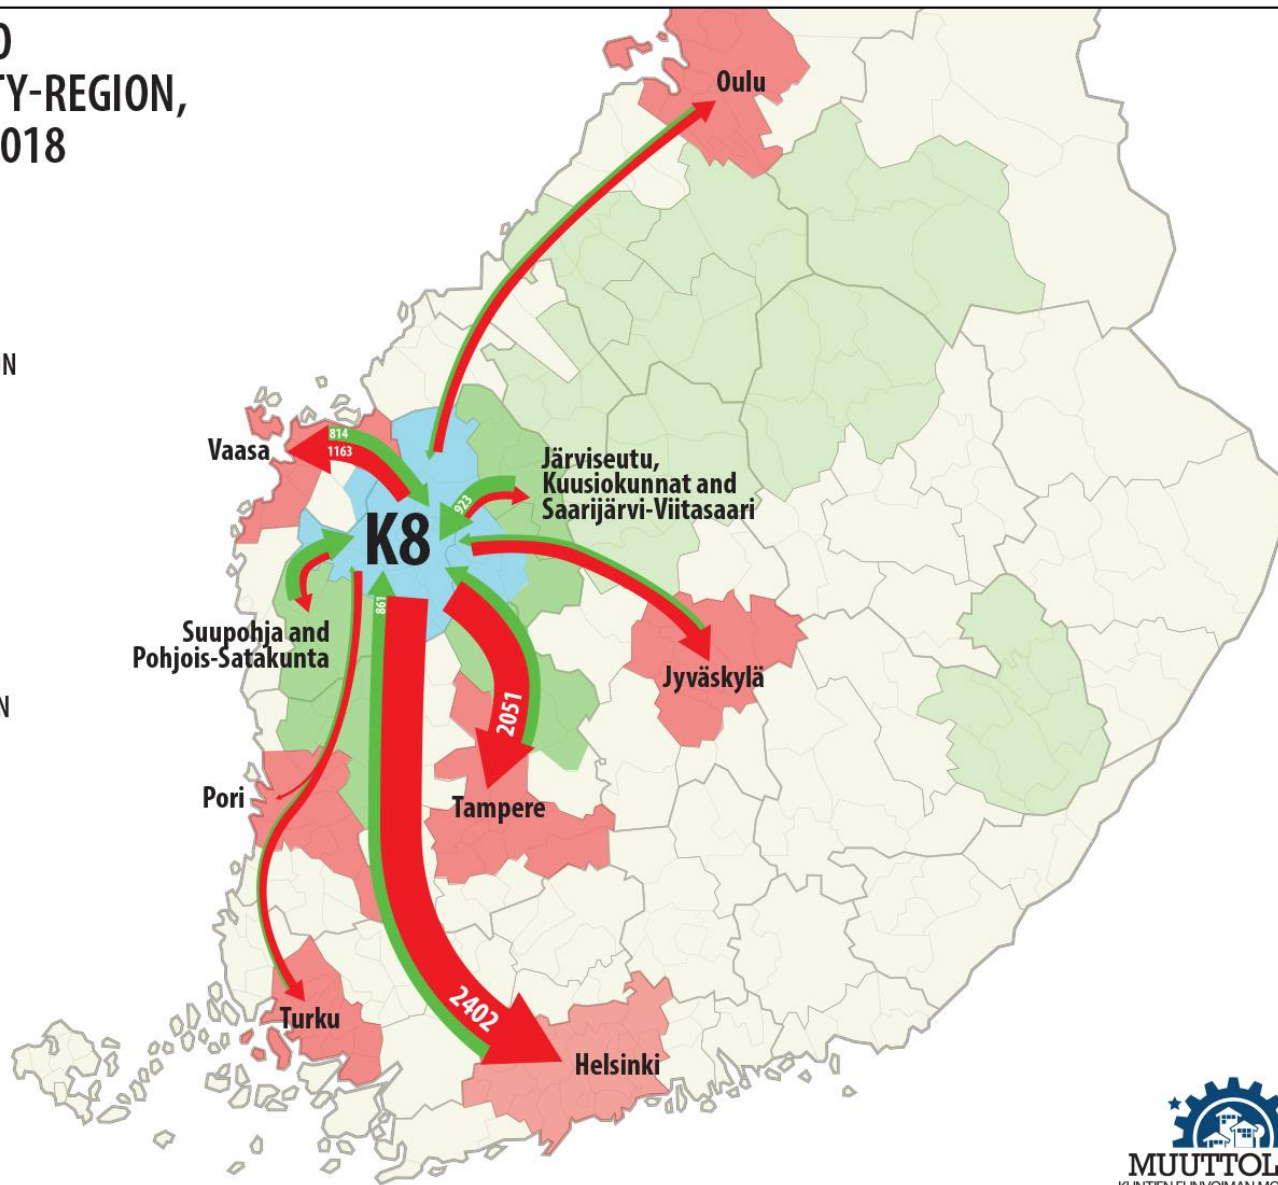 O
TY-REGION,
018
ON
N
Oulu
Vaasa
814
1163
Järviseutu,
Kuusiokunnat and
Saarijärvi-Viitasaari
923
K8
861
Suupohja and
Pohjois-Satakunta
Jyväskylä
2051
Pori
Tampere
2402
Turku
Helsinki
MUUTTOL